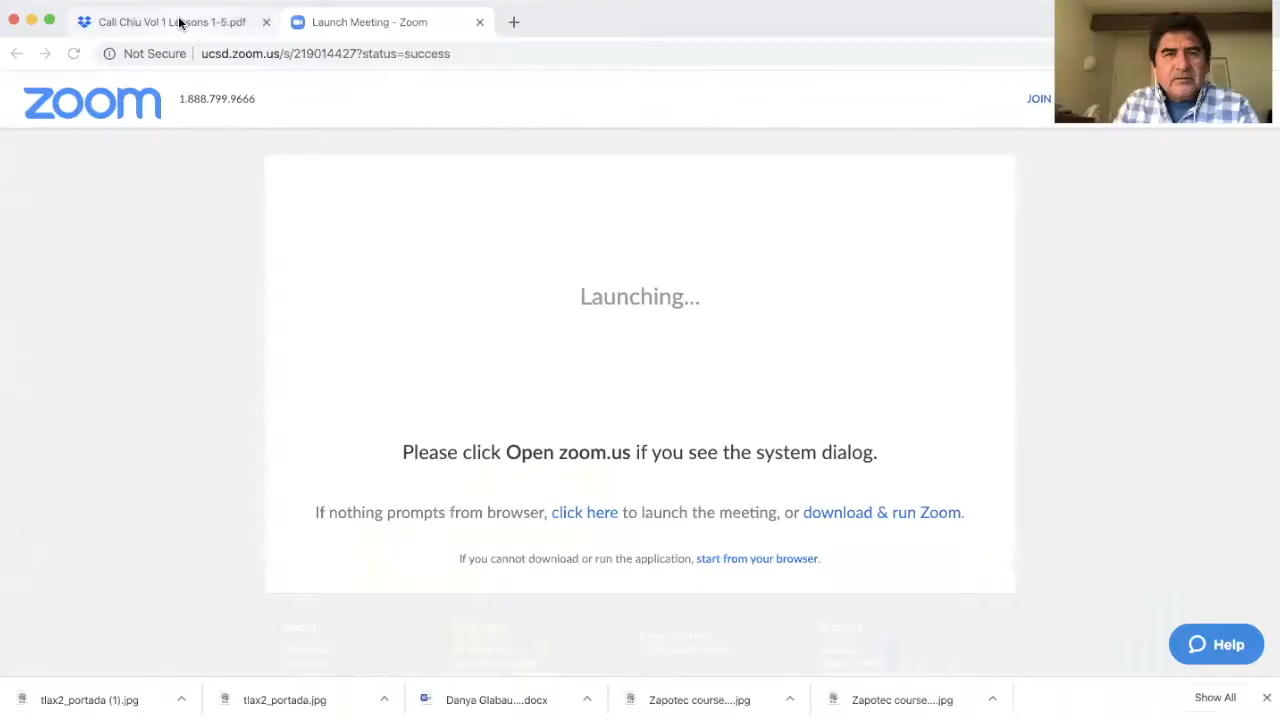 Cali Chiu Vol 1 Lessons 1-5.pdf
Launch Meeting - Zoom
Not Secure
ucsd.zoom.us/s/219014427?status=success
zoom
1.888.799.9666
JOIN
Launching...
Please click Open zoom.us if you see the system dialog.
If nothing prompts from browser, click here to launch the meeting, or download & run Zoom.
If you cannot download or run the application, start from your browser.
Help
tlax2_portada (1).jpg
tlax2_portada.jpg
Danya Glabau....docx
Zapotec course....jpg
Zapotec course....jpg
Show All